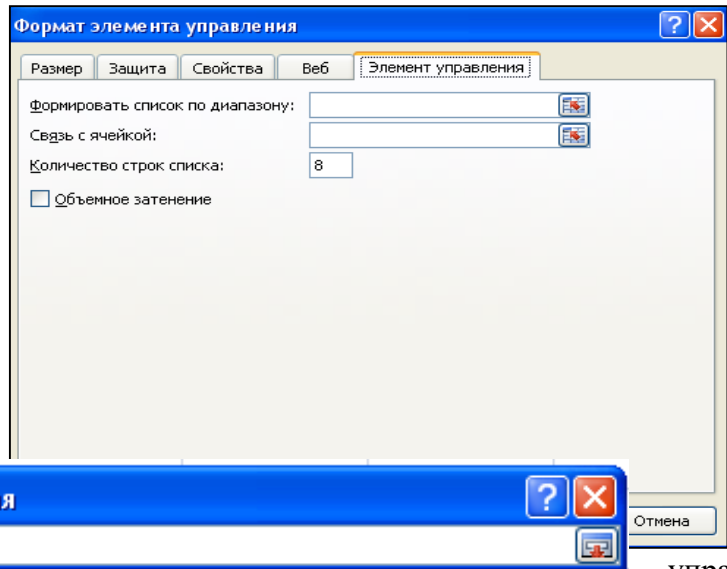 Формат элемента управления
Размер Защита Свойства Веб Элемент управления
Формировать список по диапазону:
Связь с ячейкой:
Количество строк списка: 8
Объемное затенение
я
Отмена